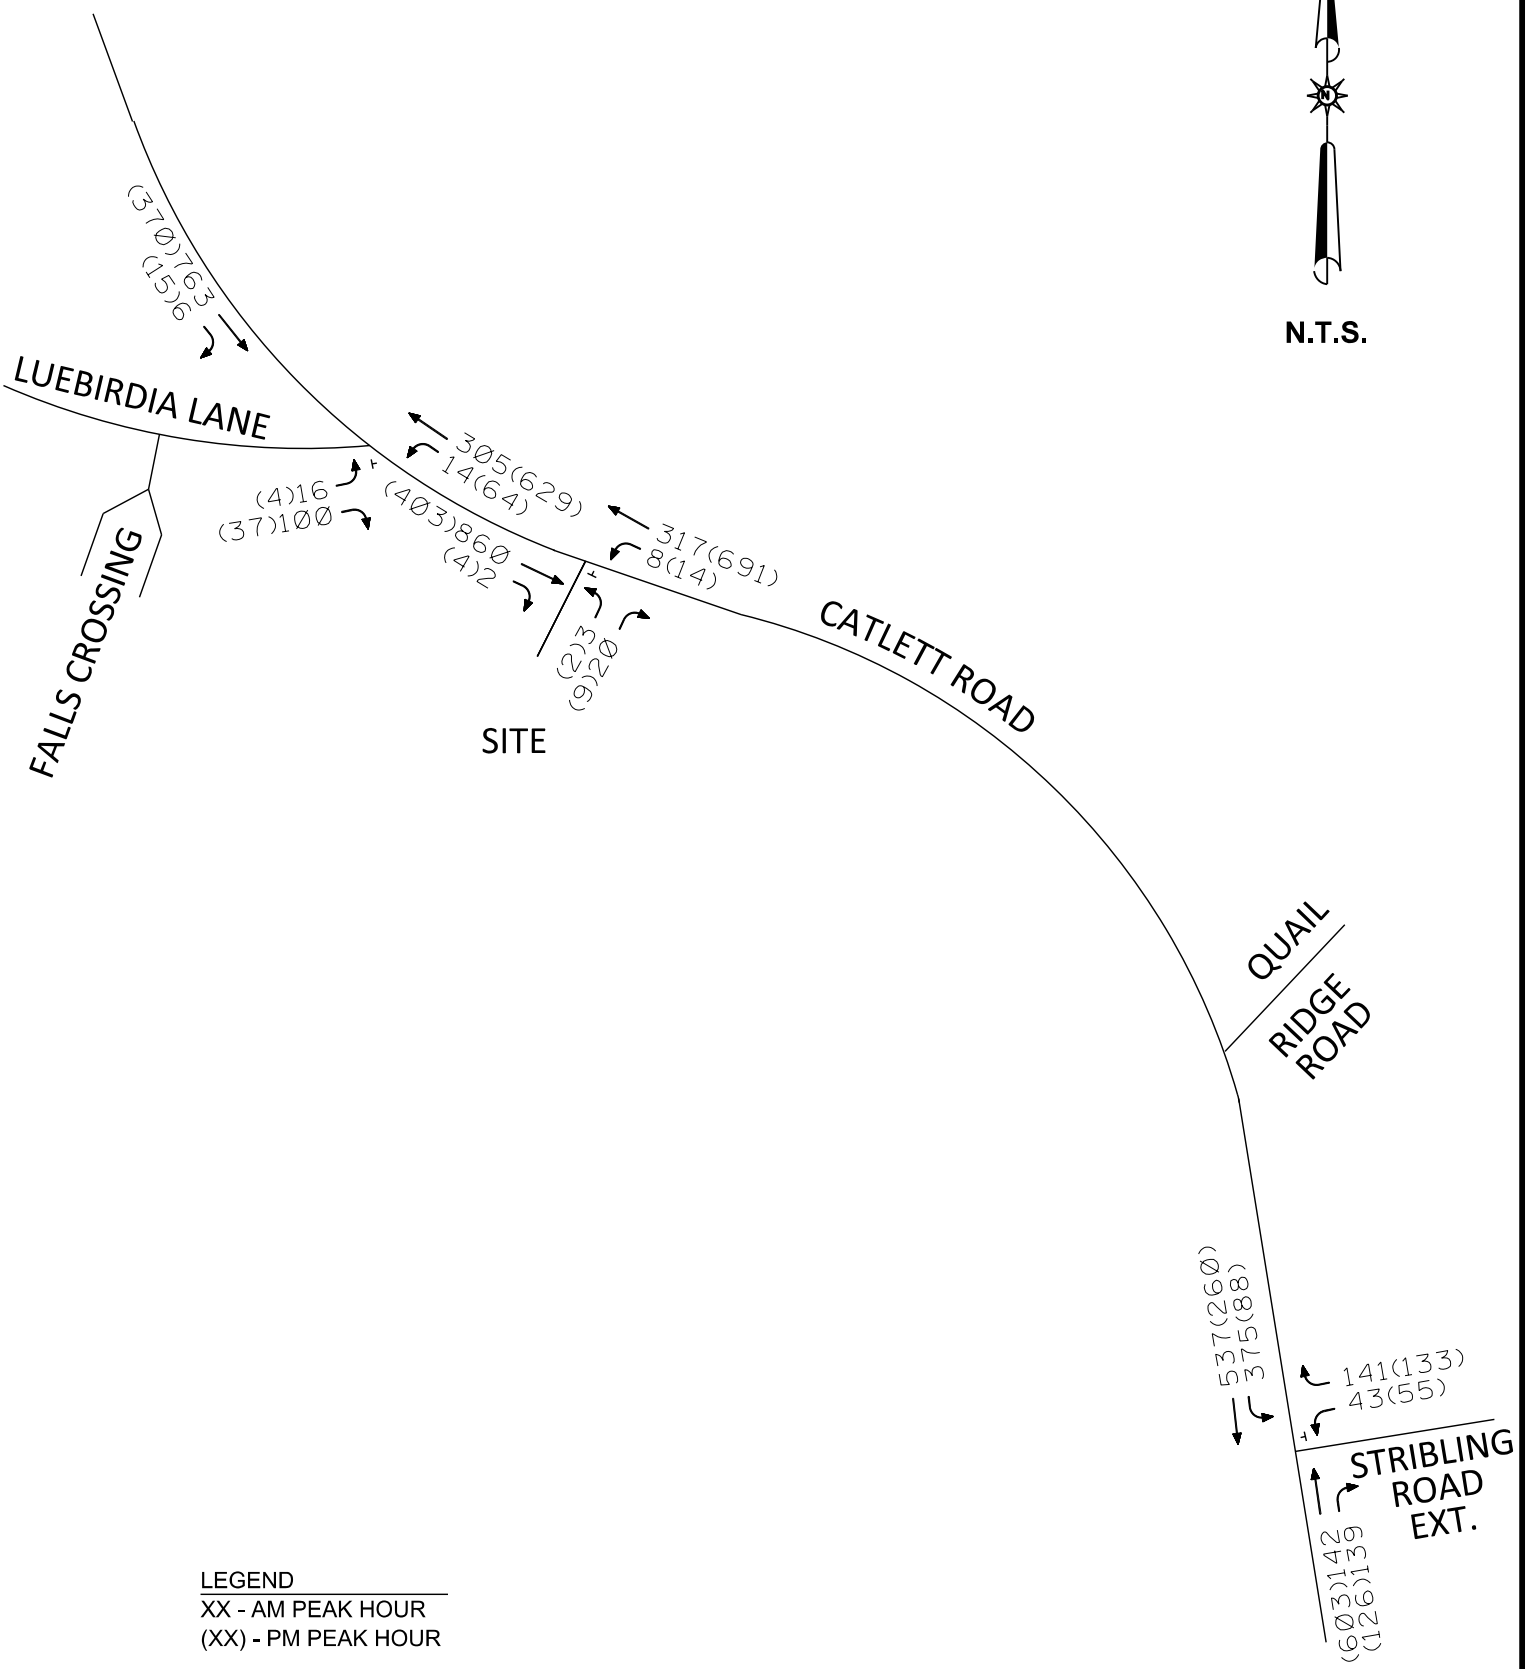 N
N.T.S.
(370)763
(15)6
LUEBIRDIA LANE
305(629)
14(64)
(4)16
(37)100
(403)860
(4)2
317(691)
8(14)
(2)3
(9)20
FALLS CROSSING
SITE
CATLETT ROAD
QUAIL
RIDGE
ROAD
537(260)
375(88)
141(133)
43(55)
STRIBLING
ROAD
EXT.
(603)142
(126)139
LEGEND
XX - AM PEAK HOUR
(XX) - PM PEAK HOUR